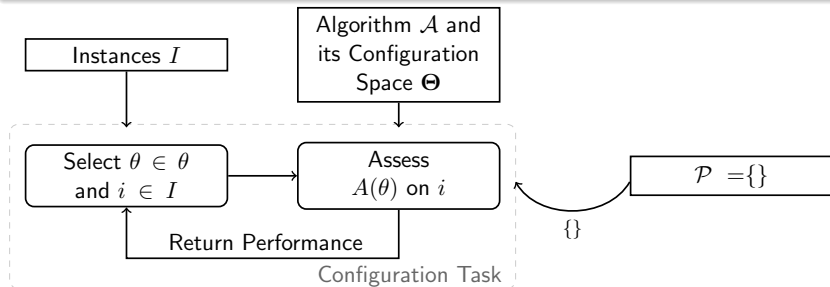 Instances I
Algorithm 𝒜 and
its Configuration
Space Θ
Select θ ∈ θ
and i ∈ I
Assess
A(θ) on i
𝒫 ={}
{}
Return Performance
Configuration Task